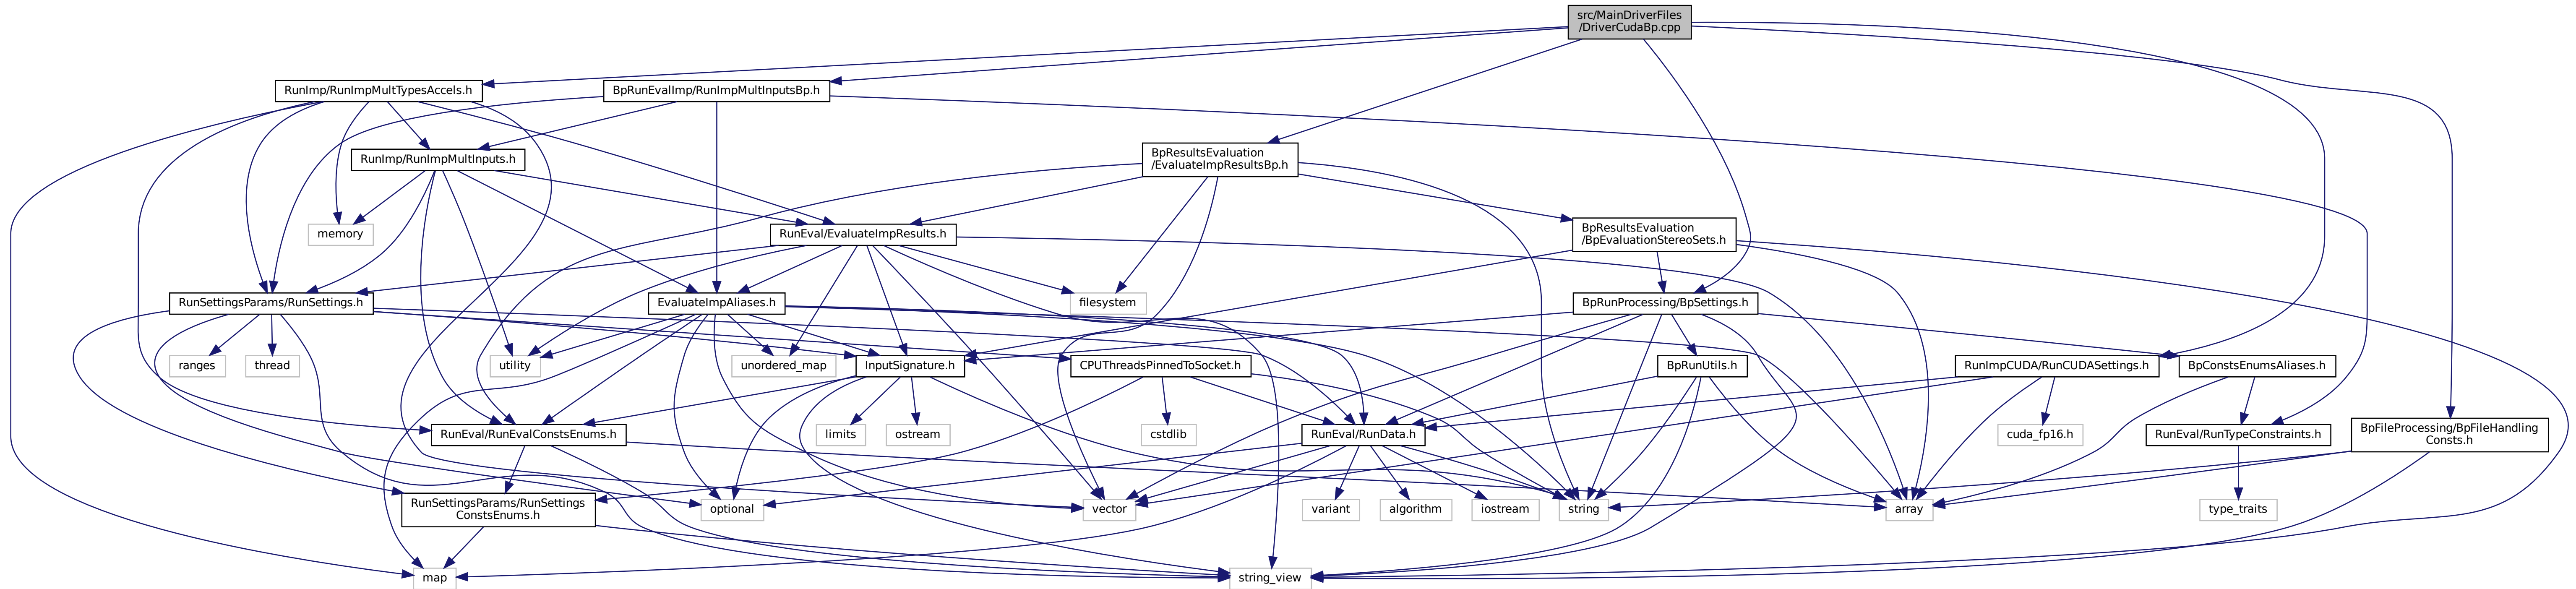 src/MainDriverFiles
/DriverCudaBp.cpp
RunImp/RunImpMultTypesAccels.h
BpRunEvalImp/RunImpMultInputsBp.h
RunImp/RunImpMultInputs.h
BpResultsEvaluation
/EvaluateImpResultsBp.h
memory
RunEval/EvaluateImpResults.h
BpResultsEvaluation
/BpEvaluationStereoSets.h
RunSettingsParams/RunSettings.h
EvaluateImpAliases.h
filesystem
BpRunProcessing/BpSettings.h
ranges
thread
utility
unordered_map
InputSignature.h
CPUThreadsPinnedToSocket.h
BpRunUtils.h
RunImpCUDA/RunCUDASettings.h
BpConstsEnumsAliases.h
RunEval/RunEvalConstsEnums.h
limits
ostream
cstdlib
RunEval/RunData.h
cuda_fp16.h
RunEval/RunTypeConstraints.h
BpFileProcessing/BpFileHandling
Consts.h
RunSettingsParams/RunSettings
ConstsEnums.h
optional
vector
variant
algorithm
iostream
string
array
type_traits
map
string_view